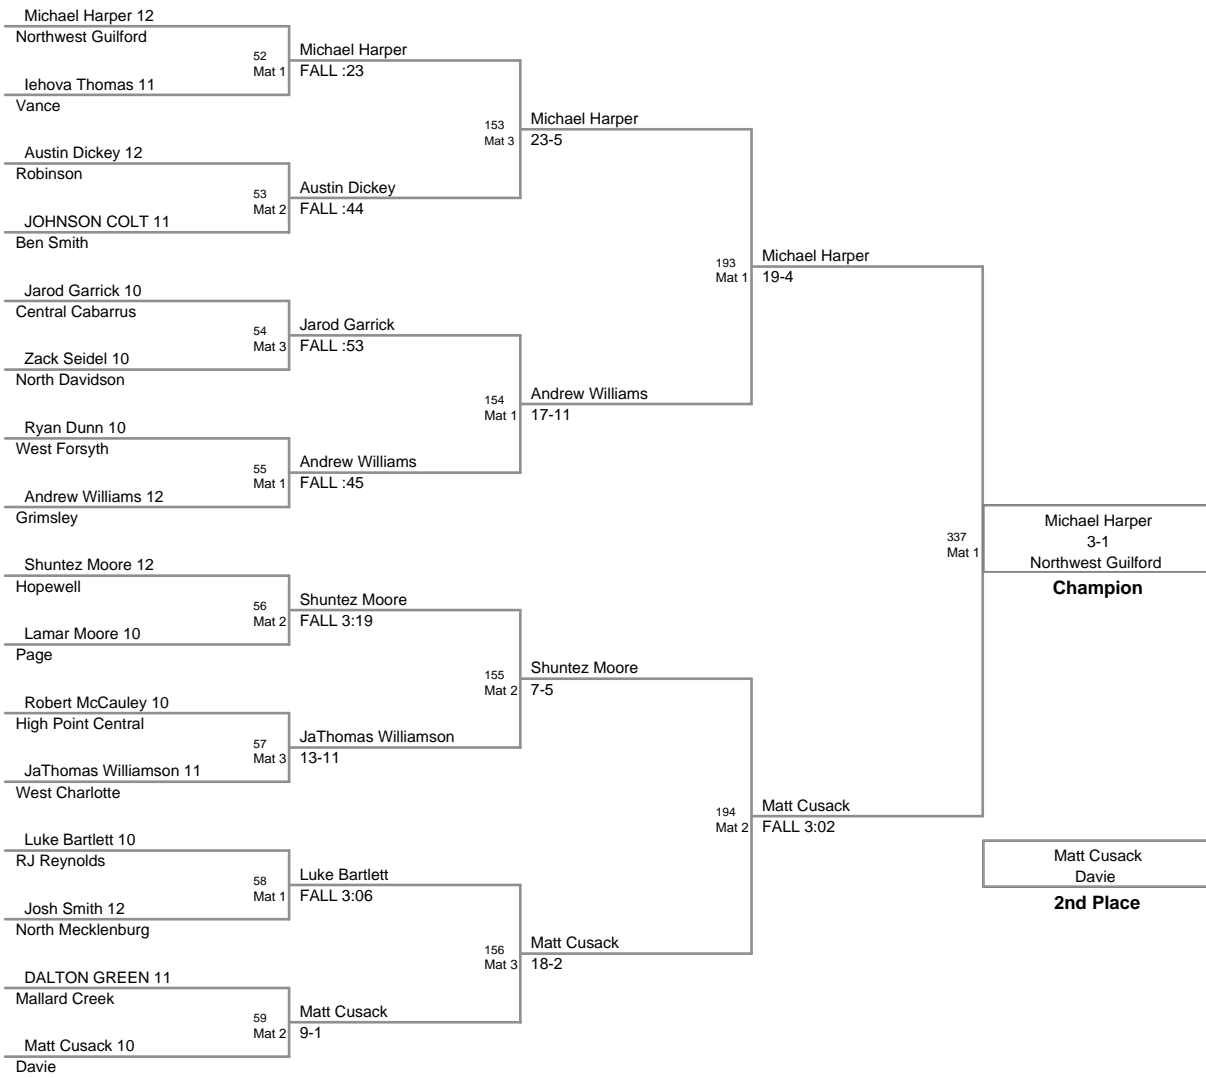 Michael Harper 12
Northwest Guilford
52
Mat 1
Michael Harper
FALL :23
Iehova Thomas 11
Vance
153
Mat 3
Michael Harper
23-5
Austin Dickey 12
Robinson
53
Mat 2
Austin Dickey
FALL :44
JOHNSON COLT 11
Ben Smith
193
Mat 1
Michael Harper
19-4
Jarod Garrick 10
Central Cabarrus
54
Mat 3
Jarod Garrick
FALL :53
Zack Seidel 10
North Davidson
154
Mat 1
Andrew Williams
17-11
Ryan Dunn 10
West Forsyth
55
Mat 1
Andrew Williams
FALL :45
Andrew Williams 12
Grimsley
337
Mat 1
Michael Harper
3-1
Northwest Guilford
Champion
Shuntez Moore 12
Hopewell
56
Mat 2
Shuntez Moore
FALL 3:19
Lamar Moore 10
Page
155
Mat 2
Shuntez Moore
7-5
Robert McCauley 10
High Point Central
57
Mat 3
JaThomas Williamson
13-11
JaThomas Williamson 11
West Charlotte
194
Mat 2
Matt Cusack
FALL 3:02
Luke Bartlett 10
RJ Reynolds
58
Mat 1
Luke Bartlett
FALL 3:06
Josh Smith 12
North Mecklenburg
Matt Cusack
Davie
2nd Place
156
Mat 3
Matt Cusack
18-2
DALTON GREEN 11
Mallard Creek
59
Mat 2
Matt Cusack
9-1
Matt Cusack 10
Davie